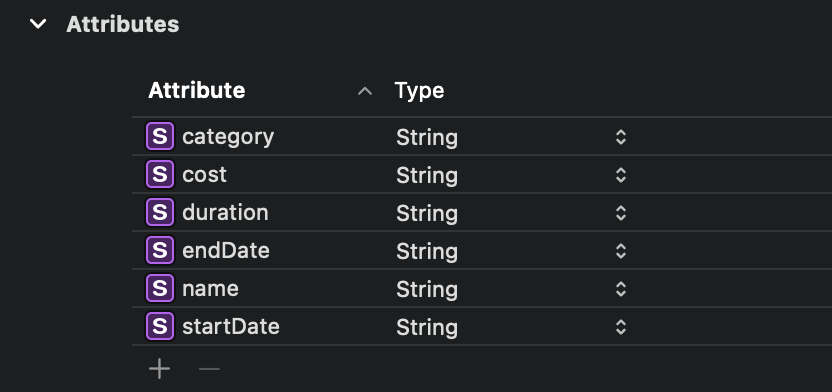 Attributes
Attribute Type
S category String
S cost String
S duration String
S endDate String
S name String
S startDate String